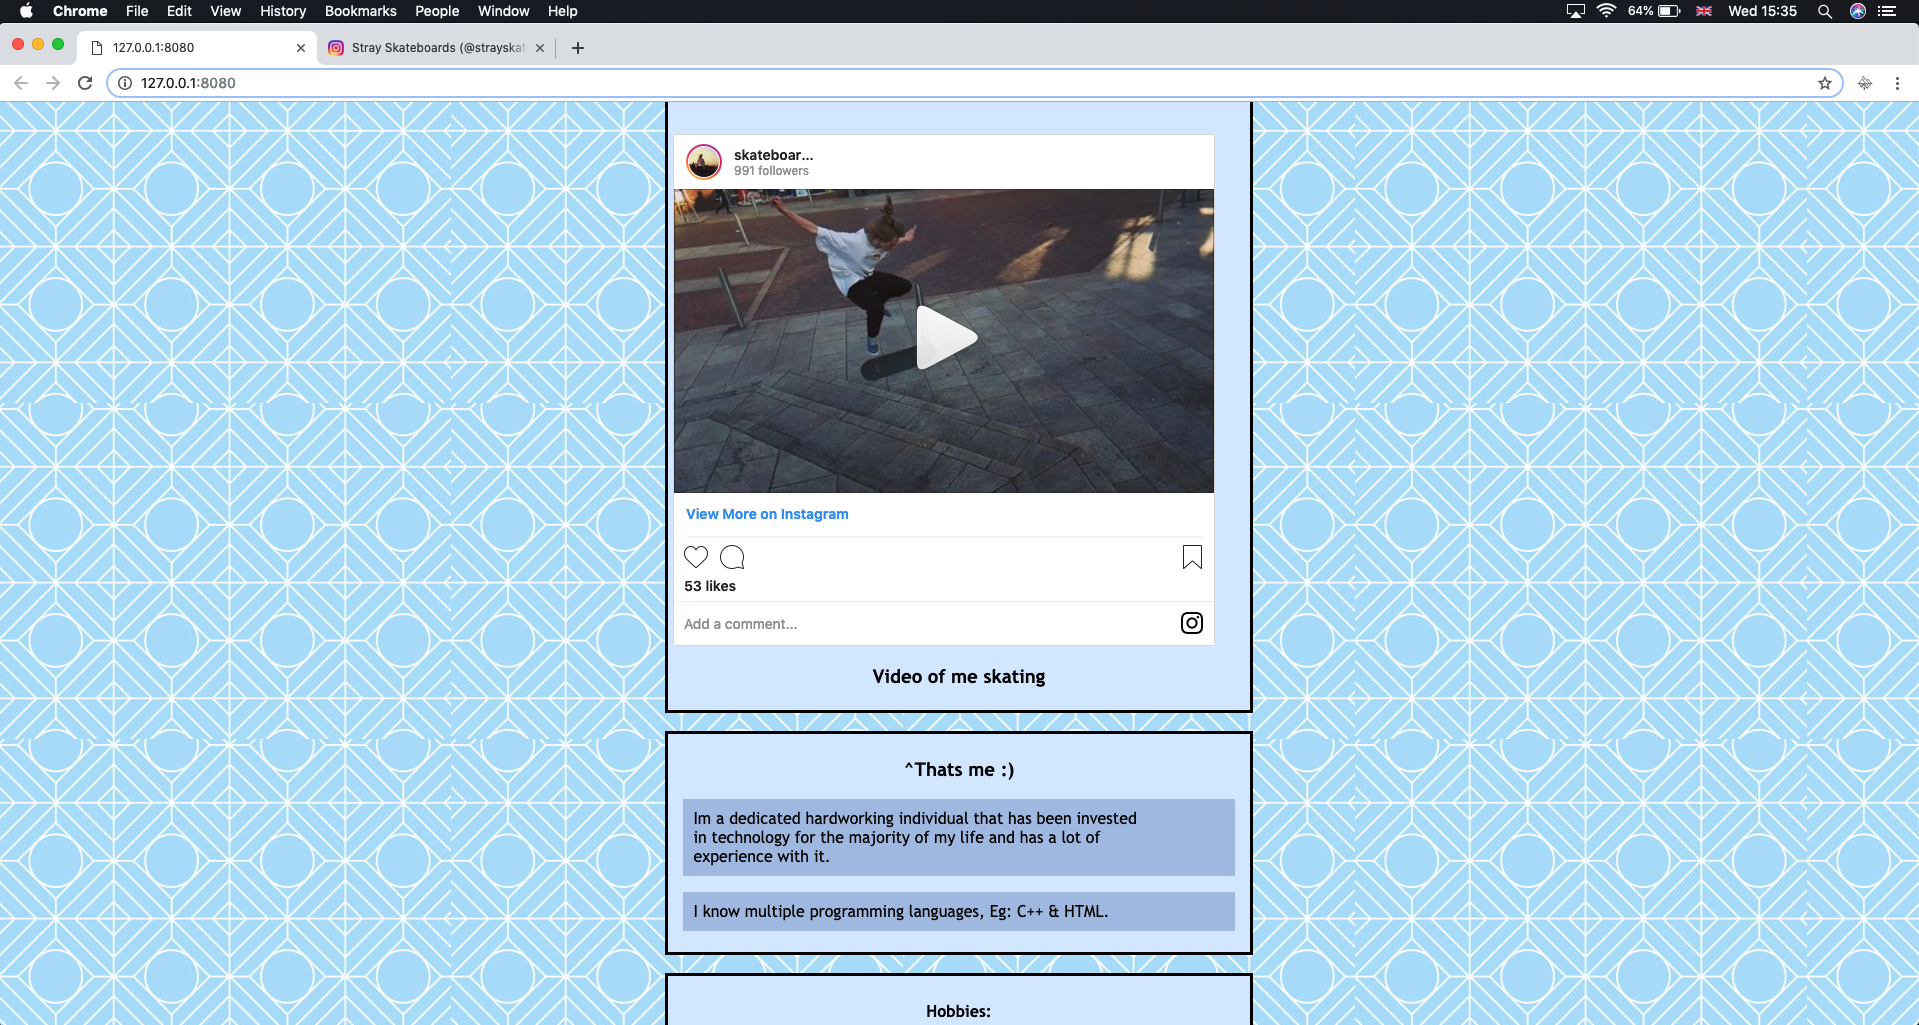 Chrome File Edit View History Bookmarks People Window Help 64% Wed 15:35
127.0.0.1:8080 Stray Skateboards (@strayskat
127.0.0.1:8080
skateboar...
991 followers
View More on Instagram
53 likes
Add a comment...
Video of me skating
^Thats me :)
Im a dedicated hardworking individual that has been invested
in technology for the majority of my life and has a lot of
experience with it.
I know multiple programming languages, Eg: C++ & HTML.
Hobbies: